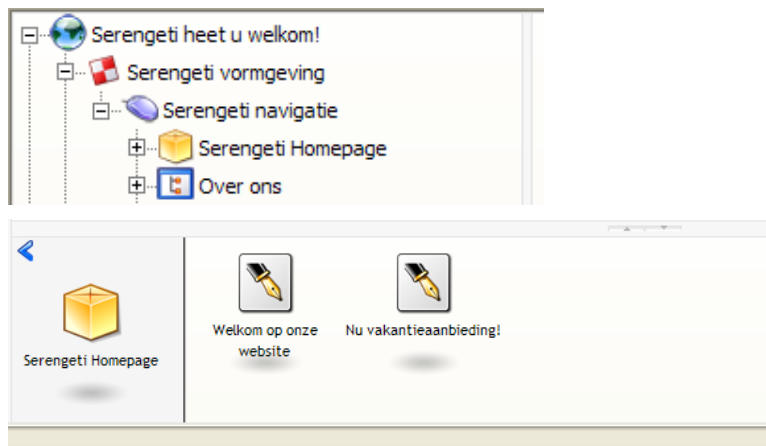 Serengeti heet u welkom!
Serengeti vormgeving
Serengeti navigatie
Serengeti Homepage
Over ons
Serengeti Homepage
Welkom op onze
website
Nu vakantieaanbieding!